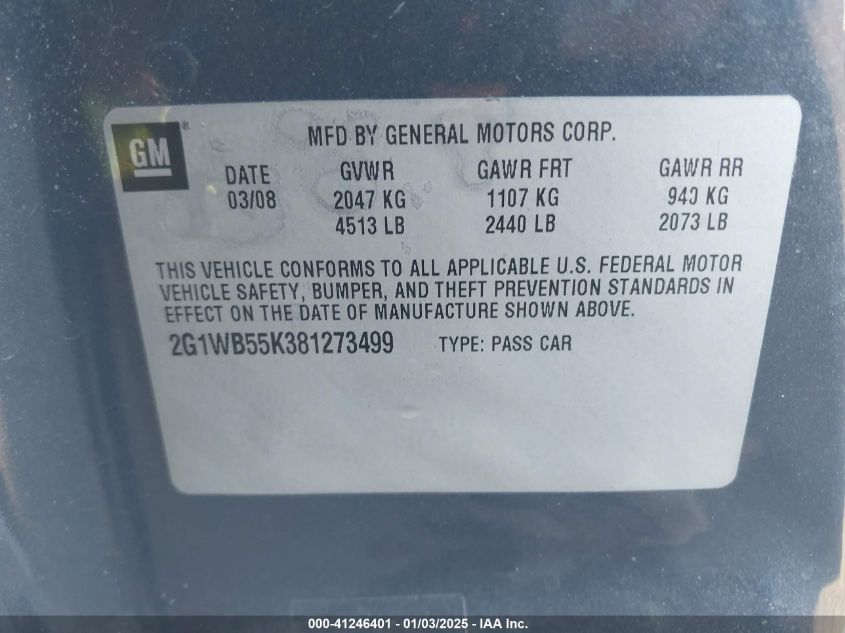 GM®
MFD BY GENERAL MOTORS CORP.
DATE GVWR GAWR FRT GAWR RR
03/08 2047 KG 1107 KG 940 KG
4513 LB 2440 LB 2073 LB
THIS VEHICLE CONFORMS TO ALL APPLICABLE U.S. FEDERAL MOTOR
VEHICLE SAFETY, BUMPER, AND THEFT PREVENTION STANDARDS IN
EFFECT ON THE DATE OF MANUFACTURE SHOWN ABOVE.
2G1WB55K381273499 TYPE: PASS CAR
000-41246401 - 01/03/2025 - IAA Inc.